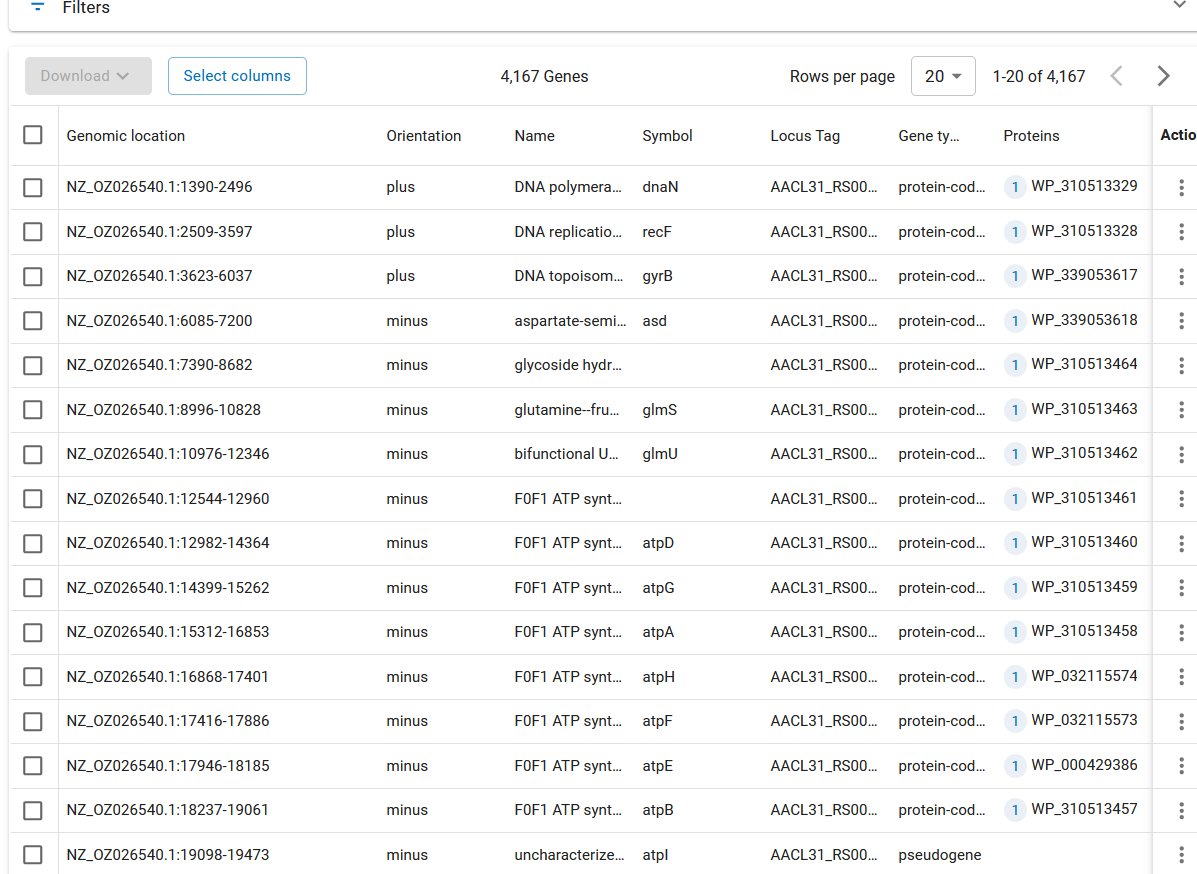 Filters
Download Select columns 4,167 Genes Rows per page 20 1-20 of 4,167
Genomic location Orientation Name Symbol Locus Tag Gene ty... Proteins Actio
NZ_OZ026540.1:1390-2496 plus DNA polymera... dnaN AACL31_RS00... protein-cod... 1 WP_310513329
NZ_OZ026540.1:2509-3597 plus DNA replicatio... recF AACL31_RS00... protein-cod... 1 WP_310513328
NZ_OZ026540.1:3623-6037 plus DNA topoisom... gyrB AACL31_RS00... protein-cod... 1 WP_339053617
NZ_OZ026540.1:6085-7200 minus aspartate-semi... asd AACL31_RS00... protein-cod... 1 WP_339053618
NZ_OZ026540.1:7390-8682 minus glycoside hydr... AACL31_RS00... protein-cod... 1 WP_310513464
NZ_OZ026540.1:8996-10828 minus glutamine--fru... glmS AACL31_RS00... protein-cod... 1 WP_310513463
NZ_OZ026540.1:10976-12346 minus bifunctional U... glmU AACL31_RS00... protein-cod... 1 WP_310513462
NZ_OZ026540.1:12544-12960 minus F0F1 ATP synt... AACL31_RS00... protein-cod... 1 WP_310513461
NZ_OZ026540.1:12982-14364 minus F0F1 ATP synt... atpD AACL31_RS00... protein-cod... 1 WP_310513460
NZ_OZ026540.1:14399-15262 minus F0F1 ATP synt... atpG AACL31_RS00... protein-cod... 1 WP_310513459
NZ_OZ026540.1:15312-16853 minus F0F1 ATP synt... atpA AACL31_RS00... protein-cod... 1 WP_310513458
NZ_OZ026540.1:16868-17401 minus F0F1 ATP synt... atpH AACL31_RS00... protein-cod... 1 WP_032115574
NZ_OZ026540.1:17416-17886 minus F0F1 ATP synt... atpF AACL31_RS00... protein-cod... 1 WP_032115573
NZ_OZ026540.1:17946-18185 minus F0F1 ATP synt... atpE AACL31_RS00... protein-cod... 1 WP_000429386
NZ_OZ026540.1:18237-19061 minus F0F1 ATP synt... atpB AACL31_RS00... protein-cod... 1 WP_310513457
NZ_OZ026540.1:19098-19473 minus uncharacterize... atpI AACL31_RS00... pseudogene